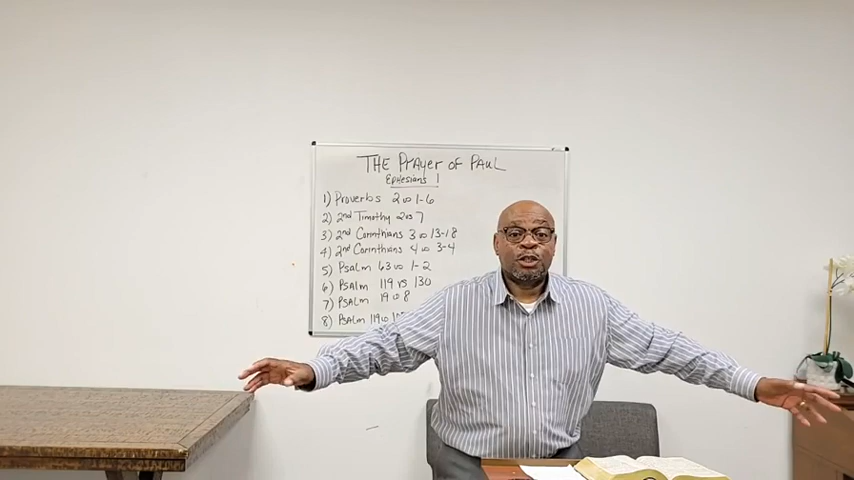 THE Prayer of PAUL
Ephesians 1
1) Proverbs 2 vs 1-6
2) 2nd Timothy 2 vs 7
3) 2nd Corinthians 3 vs 13-18
4) 2nd Corinthians 4 vs 3-4
5) Psalm 63 vs 1-2
6) Psalm 119 vs 130
7) Psalm 19 vs 8
8) Psalm 119 vs